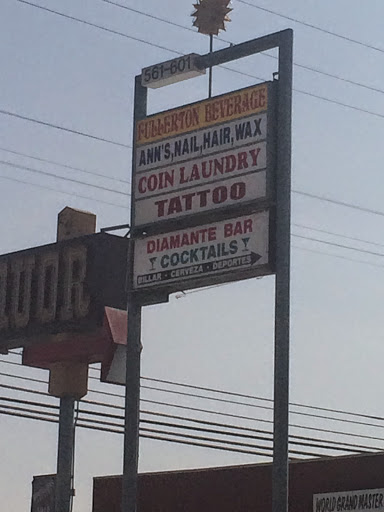 561-601
FULLERTON BEVERAGE
ANN'S,NAIL,HAIR,WAX
COIN LAUNDRY
TATTOO
DIAMANTE BAR
COCKTAILS
BILLAR - CERVEZA - DEPORTES
UOR
WORLD GRAND MASTER